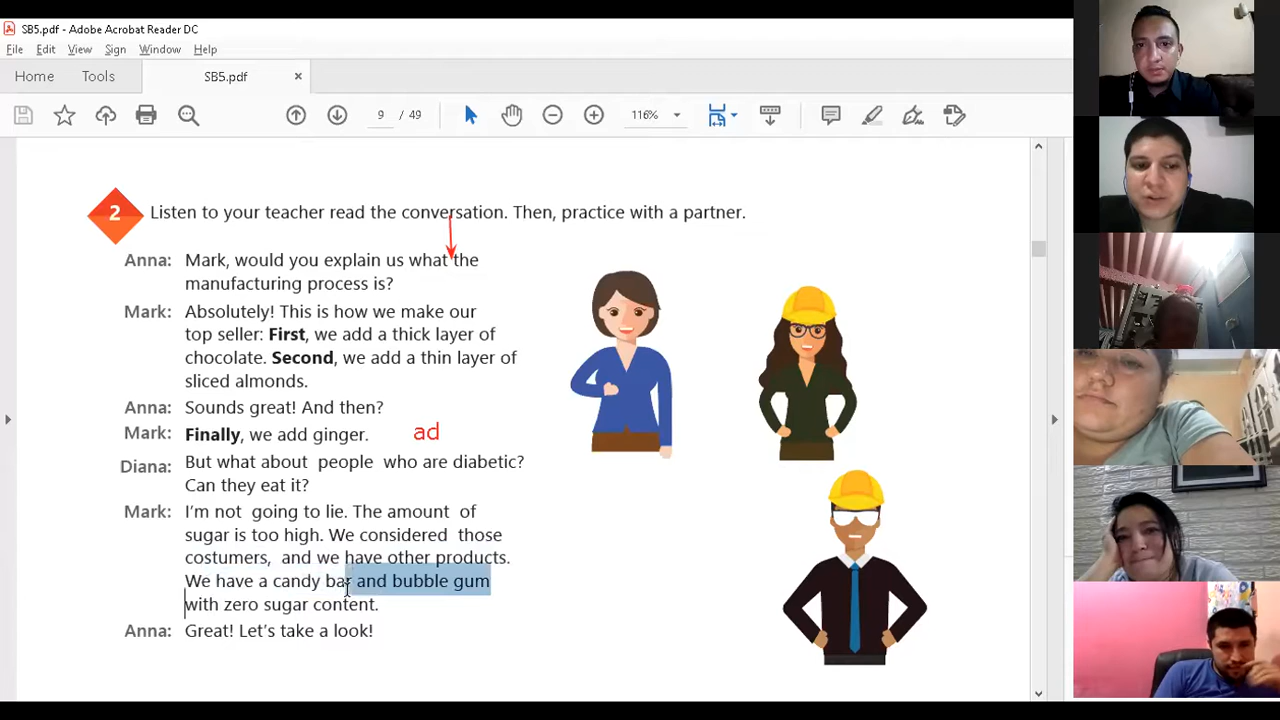 SB5.pdf - Adobe Acrobat Reader DC
File Edit View Sign Window Help
Home Tools SB5.pdf ×
9 / 49 116%
2 Listen to your teacher read the conversation. Then, practice with a partner.
Anna: Mark, would you explain us what the
manufacturing process is?
Mark: Absolutely! This is how we make our
top seller: First, we add a thick layer of
chocolate. Second, we add a thin layer of
sliced almonds.
Anna: Sounds great! And then?
Mark: Finally, we add ginger. ad
Diana: But what about people who are diabetic?
Can they eat it?
Mark: I'm not going to lie. The amount of
sugar is too high. We considered those
costumers, and we have other products.
We have a candy bar and bubble gum
with zero sugar content.
Anna: Great! Let's take a look!